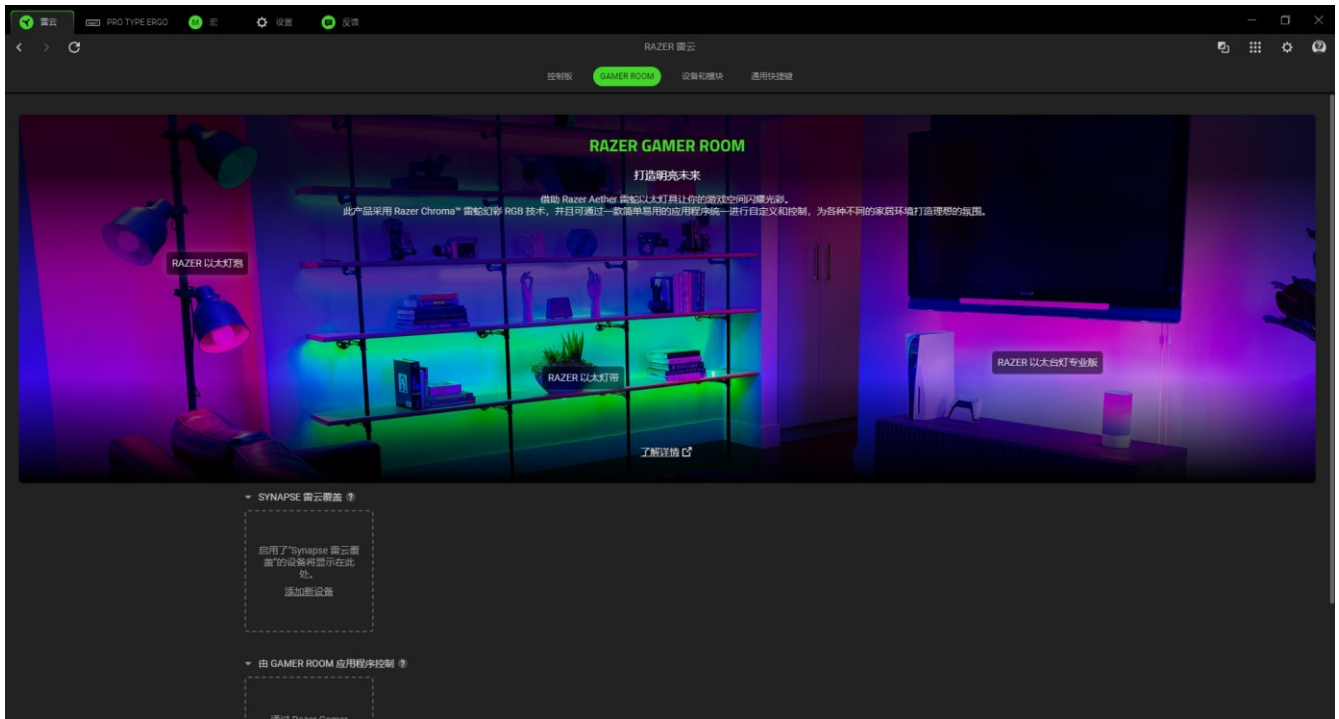 雷云
PRO TYPE ERGO
宏
设置
反馈
RAZER 雷云
控制板
GAMER ROOM
设备和模块
通用快捷键
RAZER GAMER ROOM
打造明亮未来
借助 Razer Aether 雷蛇以太灯具让你的游戏空间闪曜光彩。
此产品采用 Razer Chroma™ 雷蛇幻彩 RGB 技术，并且可通过一款简单易用的应用程序统一进行自定义和控制，为各种不同的家居环境打造理想的氛围。
RAZER 以太灯泡
RAZER 以太灯带
RAZER 以太台灯专业版
了解详情
SYNAPSE 雷云覆盖 ?
启用了"Synapse 雷云覆
盖"的设备将显示在此
处。
添加新设备
由 GAMER ROOM 应用程序控制 ?
通过 Razer Gamer